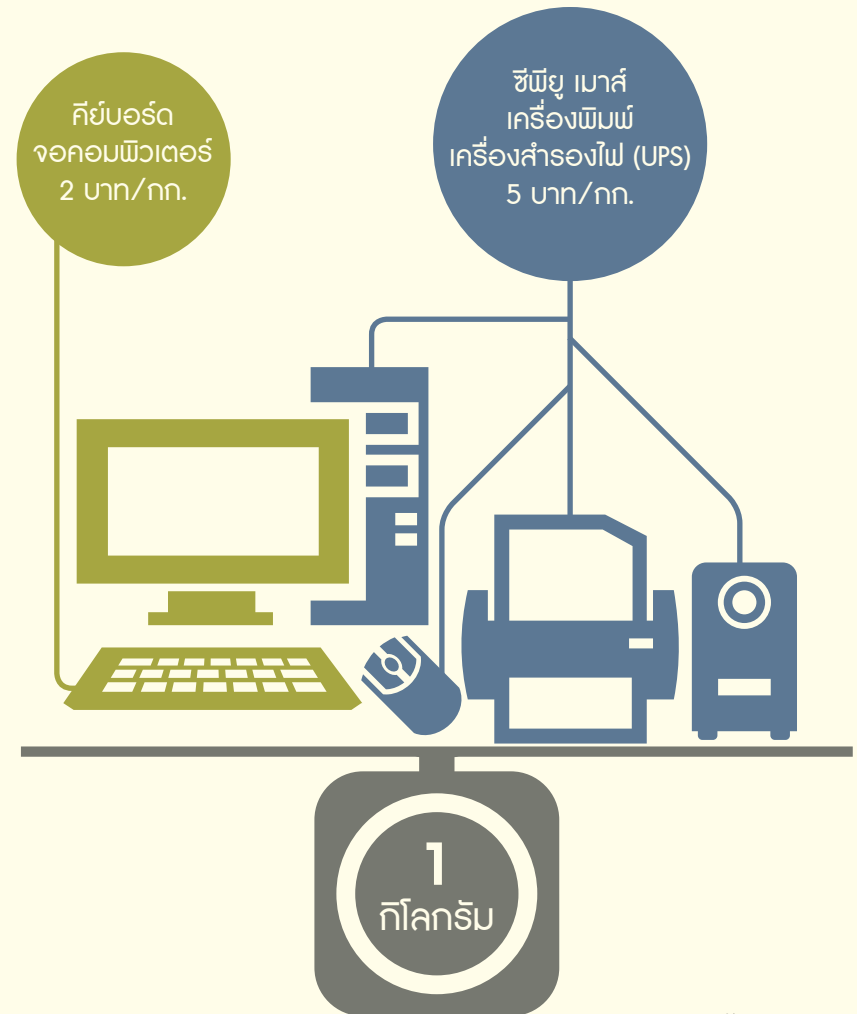 คีย์บอร์ด
จอคอมพิวเตอร์
2 บาท/กก.
ซีพียู เมาส์
เครื่องพิมพ์
เครื่องสำรองไฟ (UPS)
5 บาท/กก.
1
กิโลกรัม